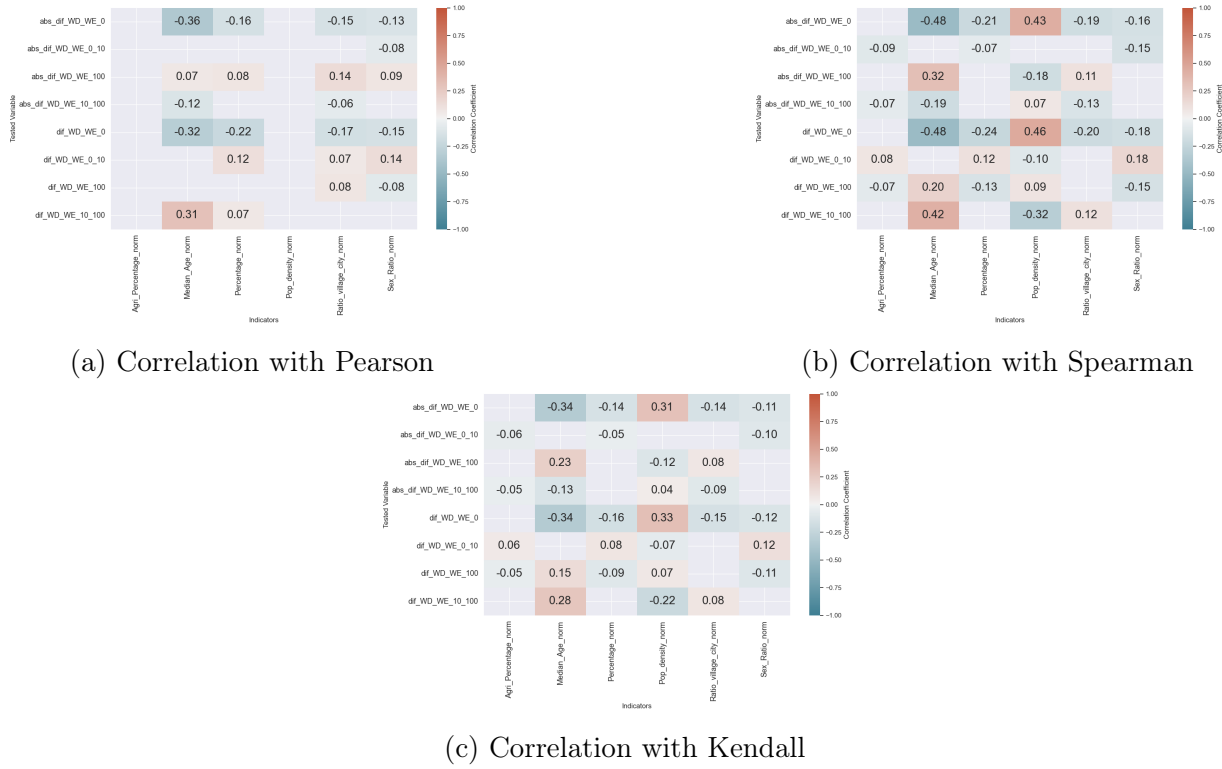 abs_dif_WD_WE_0 -0.36 -0.16 -0.15 -0.13
abs_dif_WD_WE_0_10 -0.08
abs_dif_WD_WE_100 0.07 0.08 0.14 0.09
abs_dif_WD_WE_10_100 -0.12 -0.06
dif_WD_WE_0 -0.32 -0.22 -0.17 -0.15
dif_WD_WE_0_10 0.12 0.07 0.14
dif_WD_WE_100 0.08 -0.08
dif_WD_WE_10_100 0.31 0.07
Tested Variable
Agri_Percentage_norm
Median_Age_norm
Percentage_norm
Pop_density_norm
Ratio_village_city_norm
Sex_Ratio_norm
Indicators
1.00
0.75
0.50
0.25
0.00
−0.25
−0.50
−0.75
−1.00
Correlation Coefficient
(a) Correlation with Pearson
abs_dif_WD_WE_0 -0.48 -0.21 0.43 -0.19 -0.16
abs_dif_WD_WE_0_10 -0.09 -0.07 -0.15
abs_dif_WD_WE_100 0.32 -0.18 0.11
abs_dif_WD_WE_10_100 -0.07 -0.19 0.07 -0.13
dif_WD_WE_0 -0.48 -0.24 0.46 -0.20 -0.18
dif_WD_WE_0_10 0.08 0.12 -0.10 0.18
dif_WD_WE_100 -0.07 0.20 -0.13 0.09 -0.15
dif_WD_WE_10_100 0.42 -0.32 0.12
Tested Variable
Agri_Percentage_norm
Median_Age_norm
Percentage_norm
Pop_density_norm
Ratio_village_city_norm
Sex_Ratio_norm
Indicators
1.00
0.75
0.50
0.25
0.00
−0.25
−0.50
−0.75
−1.00
Correlation Coefficient
(b) Correlation with Spearman
abs_dif_WD_WE_0 -0.34 -0.14 0.31 -0.14 -0.11
abs_dif_WD_WE_0_10 -0.06 -0.05 -0.10
abs_dif_WD_WE_100 0.23 -0.12 0.08
abs_dif_WD_WE_10_100 -0.05 -0.13 0.04 -0.09
dif_WD_WE_0 -0.34 -0.16 0.33 -0.15 -0.12
dif_WD_WE_0_10 0.06 0.08 -0.07 0.12
dif_WD_WE_100 -0.05 0.15 -0.09 0.07 -0.11
dif_WD_WE_10_100 0.28 -0.22 0.08
Tested Variable
Agri_Percentage_norm
Median_Age_norm
Percentage_norm
Pop_density_norm
Ratio_village_city_norm
Sex_Ratio_norm
Indicators
1.00
0.75
0.50
0.25
0.00
−0.25
−0.50
−0.75
−1.00
Correlation Coefficient
(c) Correlation with Kendall